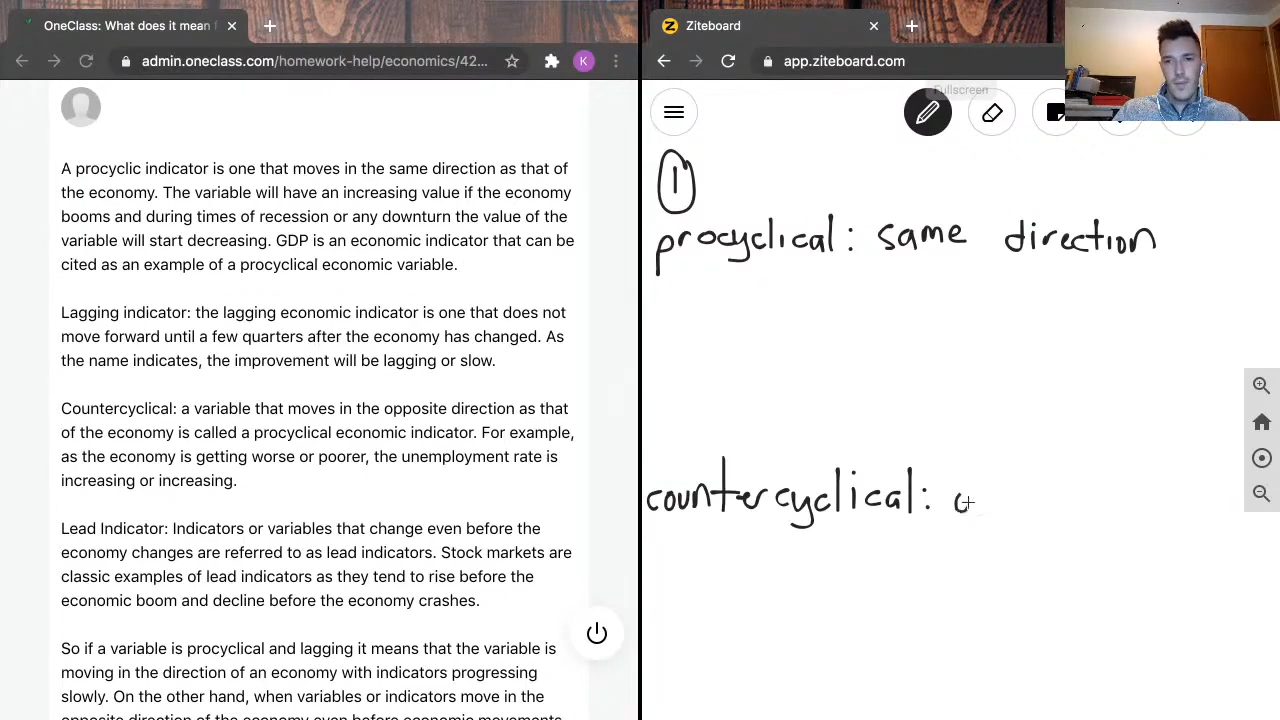 OneClass: What does it mean f
admin.oneclass.com/homework-help/economics/42...
K
A procyclic indicator is one that moves in the same direction as that of
the economy. The variable will have an increasing value if the economy
booms and during times of recession or any downturn the value of the
variable will start decreasing. GDP is an economic indicator that can be
cited as an example of a procyclical economic variable.
Lagging indicator: the lagging economic indicator is one that does not
move forward until a few quarters after the economy has changed. As
the name indicates, the improvement will be lagging or slow.
Countercyclical: a variable that moves in the opposite direction as that
of the economy is called a procyclical economic indicator. For example,
as the economy is getting worse or poorer, the unemployment rate is
increasing or increasing.
Lead Indicator: Indicators or variables that change even before the
economy changes are referred to as lead indicators. Stock markets are
classic examples of lead indicators as they tend to rise before the
economic boom and decline before the economy crashes.
So if a variable is procyclical and lagging it means that the variable is
moving in the direction of an economy with indicators progressing
slowly. On the other hand, when variables or indicators move in the
opposite direction of the economy even before economic movements
Ziteboard
app.ziteboard.com
Fullscreen
1
procyclical: same direction
countercyclical: